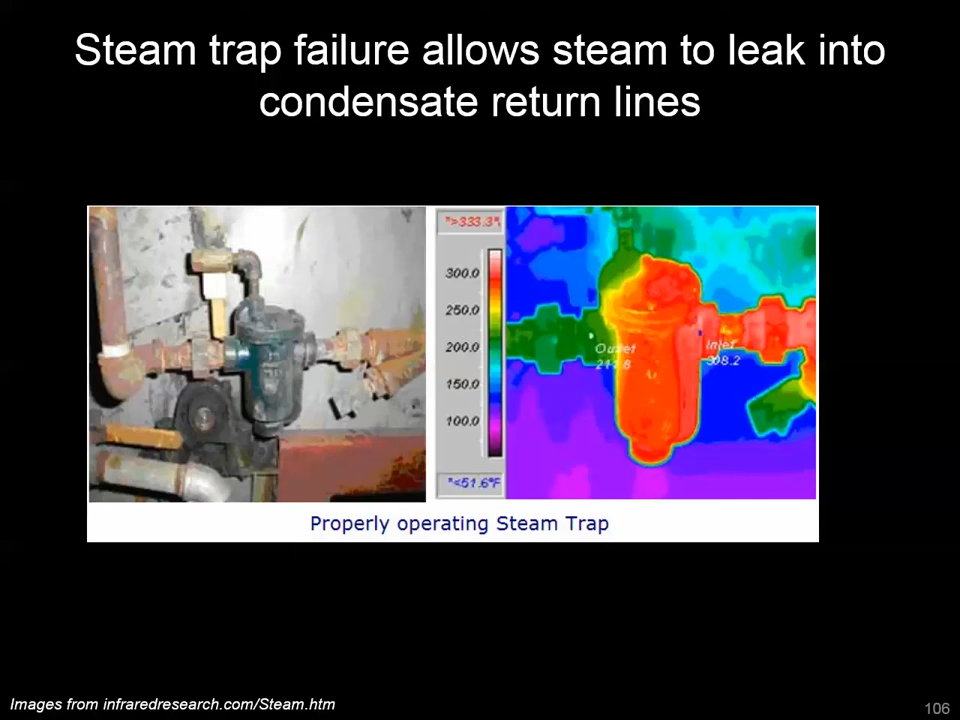 Steam trap failure allows steam to leak into
condensate return lines
">333.3°
300.0
250.0
200.0
150.0
100.0
"<51.6°F
Outlet
211.8
Inlet
308.2
Properly operating Steam Trap
Images from infraredresearch.com/Steam.htm
106